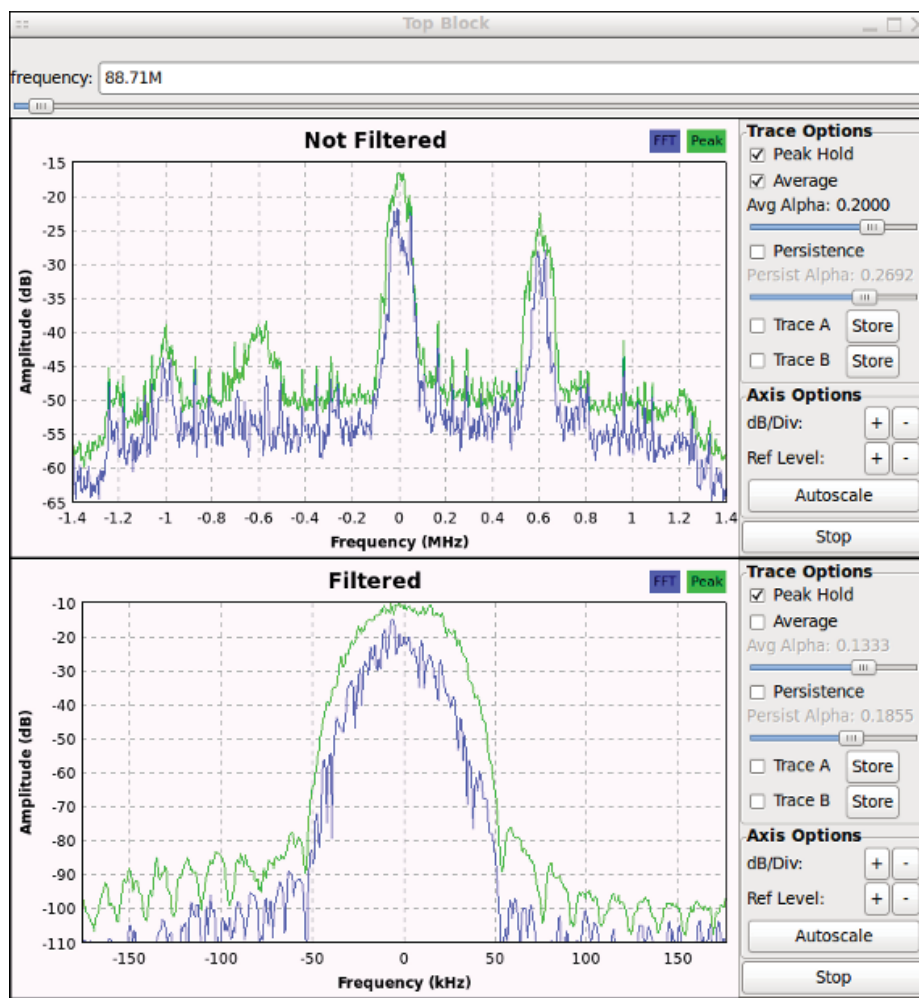 Top Block
frequency: 88.71M
Not Filtered
FFT Peak
-15
-20
-25
-30
-35
-40
-45
-50
-55
-60
-65
Amplitude (dB)
-1.4 -1.2 -1 -0.8 -0.6 -0.4 -0.2 0 0.2 0.4 0.6 0.8 1 1.2 1.4
Frequency (MHz)
Trace Options
Peak Hold
Average
Avg Alpha: 0.2000
Persistence
Persist Alpha: 0.2692
Trace A Store
Trace B Store
Axis Options
dB/Div: + -
Ref Level: + -
Autoscale
Stop
Filtered
FFT Peak
-10
-20
-30
-40
-50
-60
-70
-80
-90
-100
-110
Amplitude (dB)
-150 -100 -50 0 50 100 150
Frequency (kHz)
Trace Options
Peak Hold
Average
Avg Alpha: 0.1333
Persistence
Persist Alpha: 0.1855
Trace A Store
Trace B Store
Axis Options
dB/Div: + -
Ref Level: + -
Autoscale
Stop